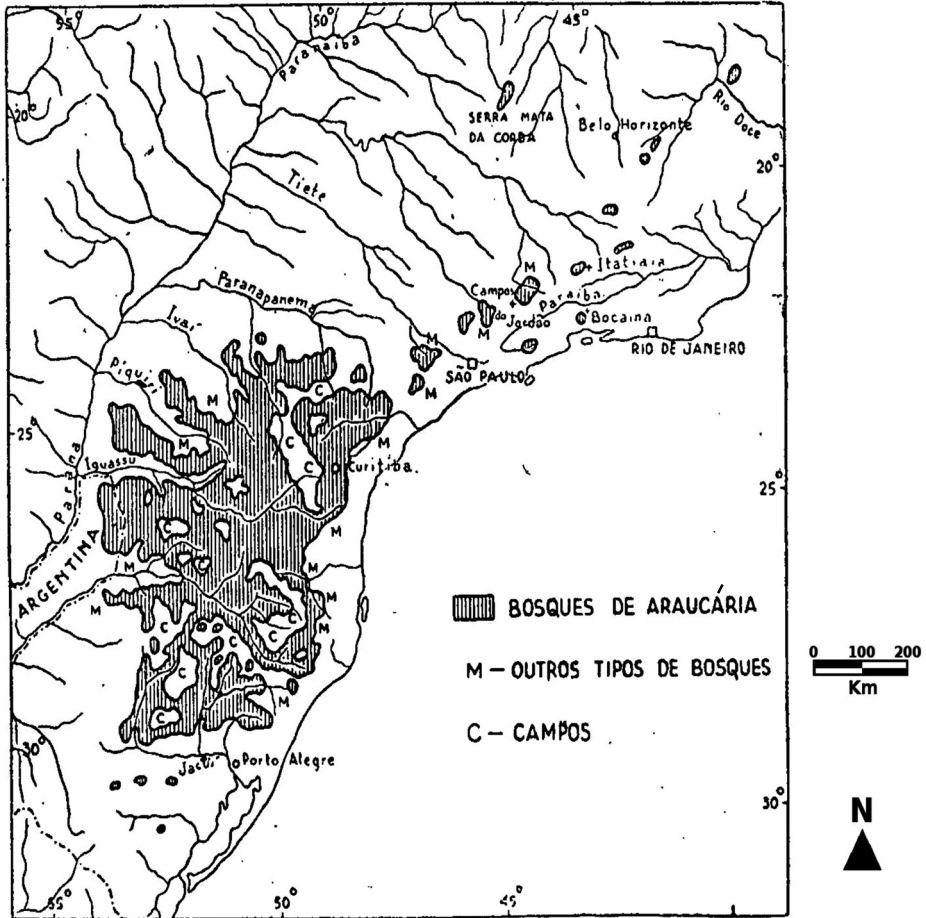 55°
50°
45°
Paranaiba
20°
SERRA MATA
DA CORDA
Belo Horizonte
Rio Doce
20°
Tiete
M
+ Itatiaia
Campos
do Jordão
Paraiba
Bocaina
M
M
M
RIO DE JANEIRO
SÃO PAULO
Paranapanema
Ivaí
Piquiri
C
M
C
M
M
25°
C
Curitiba
Iguassu
Parana
25°
M
C
ARGENTINA
M
M
M
M
C
C
C
M
C
M
C
BOSQUES DE ARAUCÁRIA
M – OUTROS TIPOS DE BOSQUES
C – CAMPOS
0 100 200
Km
30°
Jacuí
Porto Alegre
30°
N
55°
50°
45°